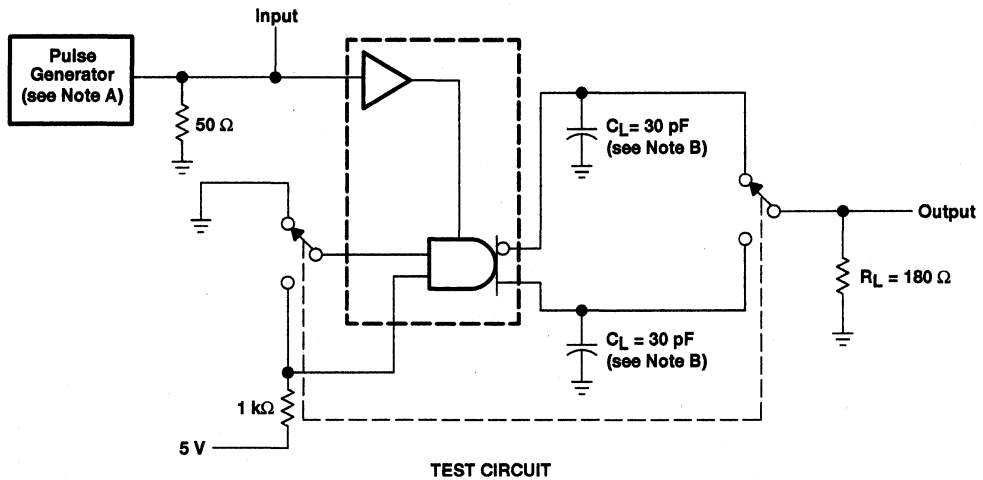 Input
Pulse
Generator
(see Note A)
50 Ω
CL= 30 pF
(see Note B)
Output
RL = 180 Ω
CL = 30 pF
(see Note B)
1 kΩ
5 V
TEST CIRCUIT